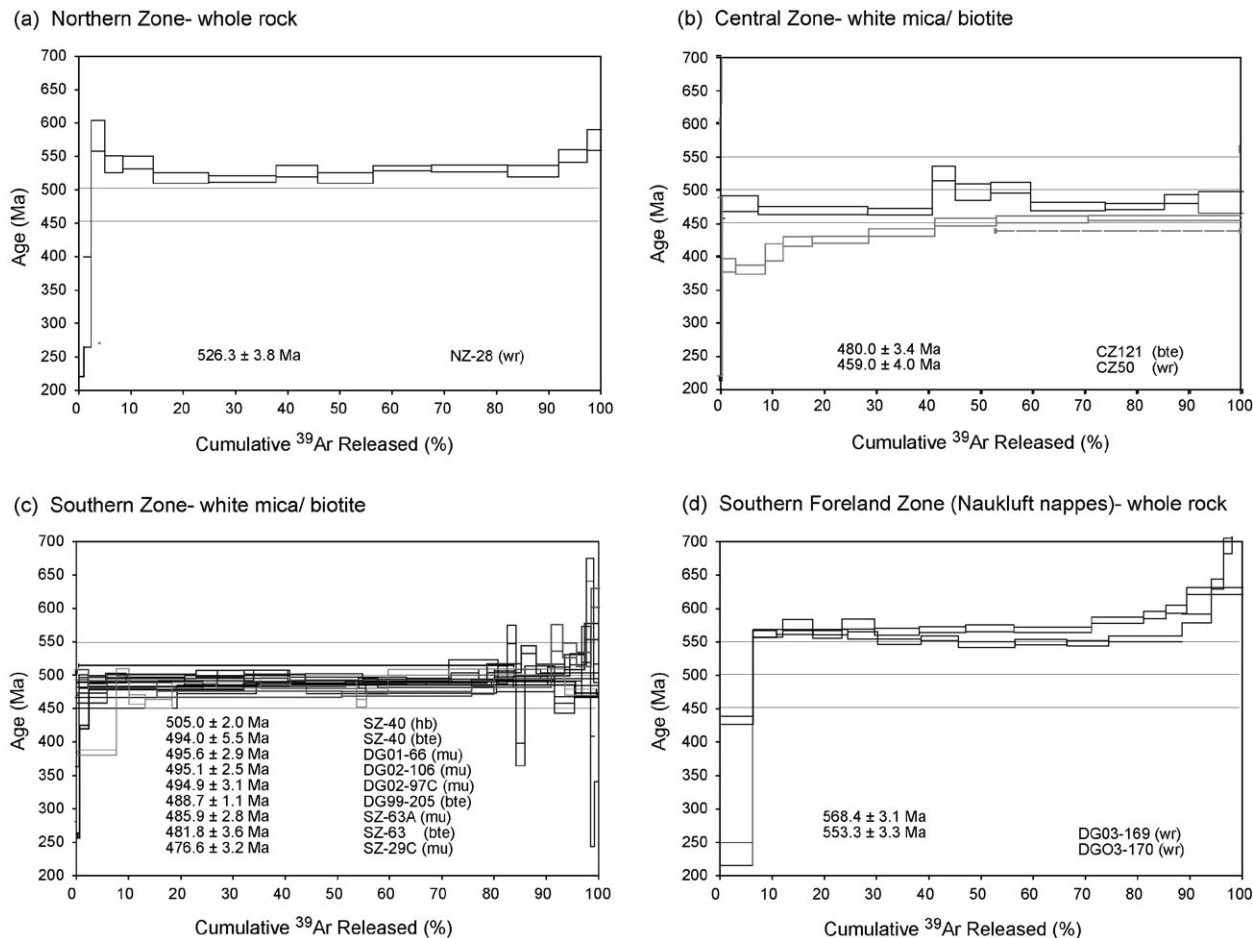 (a) Northern Zone- whole rock
700
650
600
550
500
450
400
350
300
250
200
Age (Ma)
526.3 ± 3.8 Ma NZ-28 (wr)
0 10 20 30 40 50 60 70 80 90 100
Cumulative ³⁹Ar Released (%)
(b) Central Zone- white mica/ biotite
700
650
600
550
500
450
400
350
300
250
200
Age (Ma)
480.0 ± 3.4 Ma CZ121 (bte)
459.0 ± 4.0 Ma CZ50 (wr)
0 10 20 30 40 50 60 70 80 90 100
Cumulative ³⁹Ar Released (%)
(c) Southern Zone- white mica/ biotite
700
650
600
550
500
450
400
350
300
250
200
Age (Ma)
505.0 ± 2.0 Ma SZ-40 (hb)
494.0 ± 5.5 Ma SZ-40 (bte)
495.6 ± 2.9 Ma DG01-66 (mu)
495.1 ± 2.5 Ma DG02-106 (mu)
494.9 ± 3.1 Ma DG02-97C (mu)
488.7 ± 1.1 Ma DG99-205 (bte)
485.9 ± 2.8 Ma SZ-63A (mu)
481.8 ± 3.6 Ma SZ-63 (bte)
476.6 ± 3.2 Ma SZ-29C (mu)
0 10 20 30 40 50 60 70 80 90 100
Cumulative ³⁹Ar Released (%)
(d) Southern Foreland Zone (Naukluft nappes)- whole rock
700
650
600
550
500
450
400
350
300
250
200
Age (Ma)
568.4 ± 3.1 Ma
553.3 ± 3.3 Ma
DG03-169 (wr)
DGO3-170 (wr)
0 10 20 30 40 50 60 70 80 90 100
Cumulative ³⁹Ar Released (%)